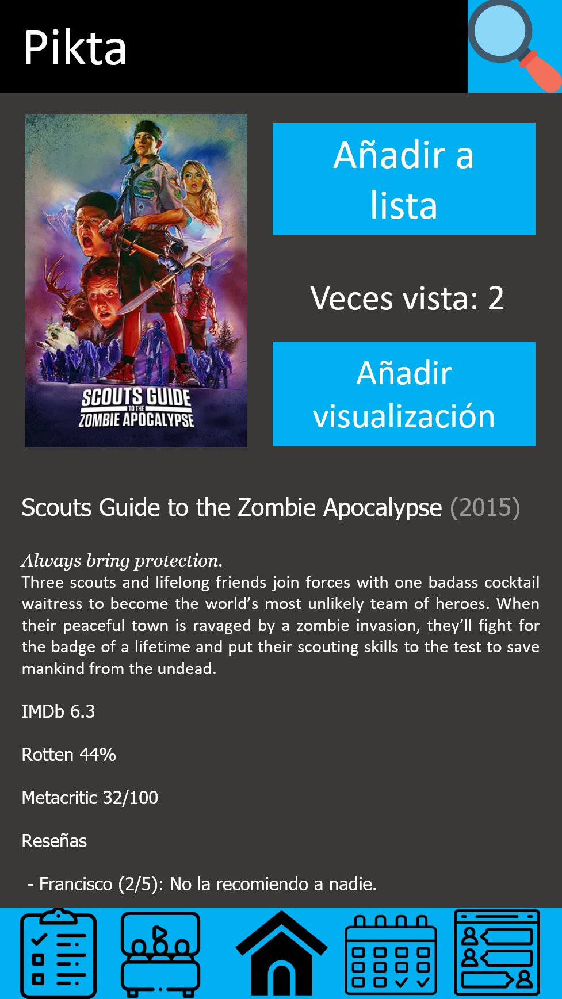 Pikta
Añadir a
lista
Veces vista: 2
Añadir
visualización
SCOUTS GUIDE
TO THE
ZOMBIE APOCALYPSE
Scouts Guide to the Zombie Apocalypse (2015)
Always bring protection.
Three scouts and lifelong friends join forces with one badass cocktail
waitress to become the world’s most unlikely team of heroes. When
their peaceful town is ravaged by a zombie invasion, they’ll fight for
the badge of a lifetime and put their scouting skills to the test to save
mankind from the undead.
IMDb 6.3
Rotten 44%
Metacritic 32/100
Reseñas
- Francisco (2/5): No la recomiendo a nadie.